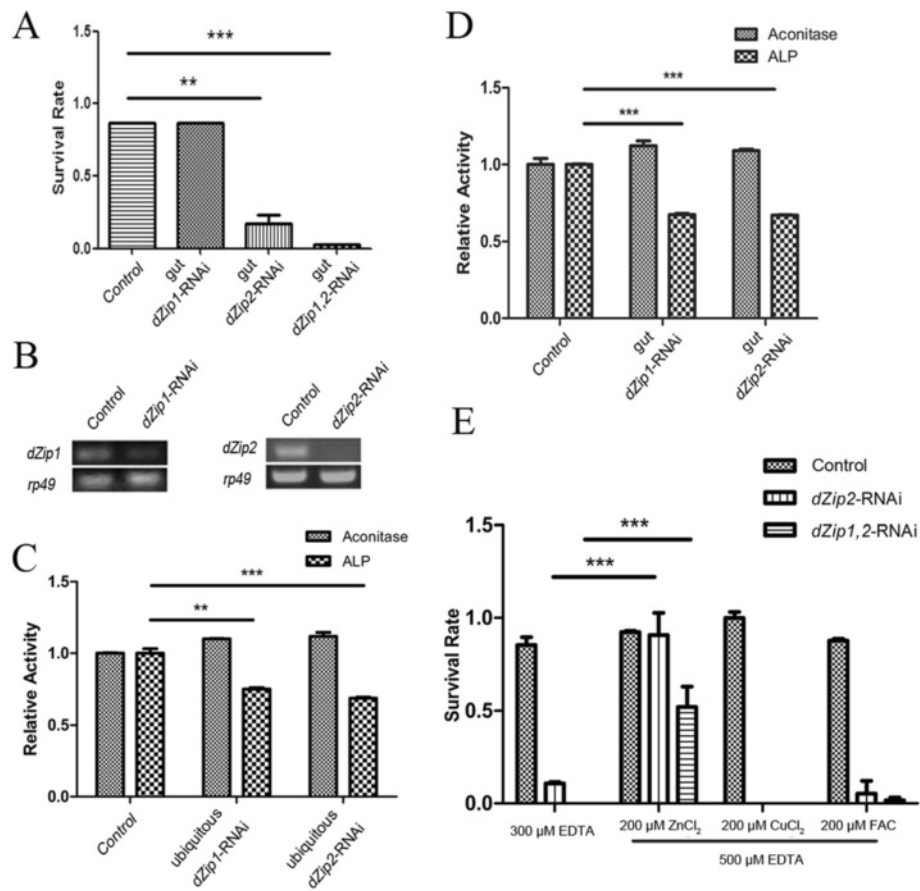 A
Survival Rate
1.5
1.0
0.5
0.0
***
**
Control
gut
dZip1-RNAi
gut
dZip2-RNAi
gut
dZip1,2-RNAi
B
Control
dZip1-RNAi
dZip1
rp49
Control
dZip2-RNAi
dZip2
rp49
C
Aconitase
ALP
Relative Activity
1.5
1.0
0.5
0.0
***
**
Control
ubiquitous
dZip1-RNAi
ubiquitous
dZip2-RNAi
D
Aconitase
ALP
Relative Activity
1.5
1.0
0.5
0.0
***
***
Control
gut
dZip1-RNAi
gut
dZip2-RNAi
E
Control
dZip2-RNAi
dZip1,2-RNAi
Survival Rate
1.5
1.0
0.5
0.0
***
***
300 µM EDTA
200 µM ZnCl₂ 200 µM CuCl₂ 200 µM FAC
500 µM EDTA